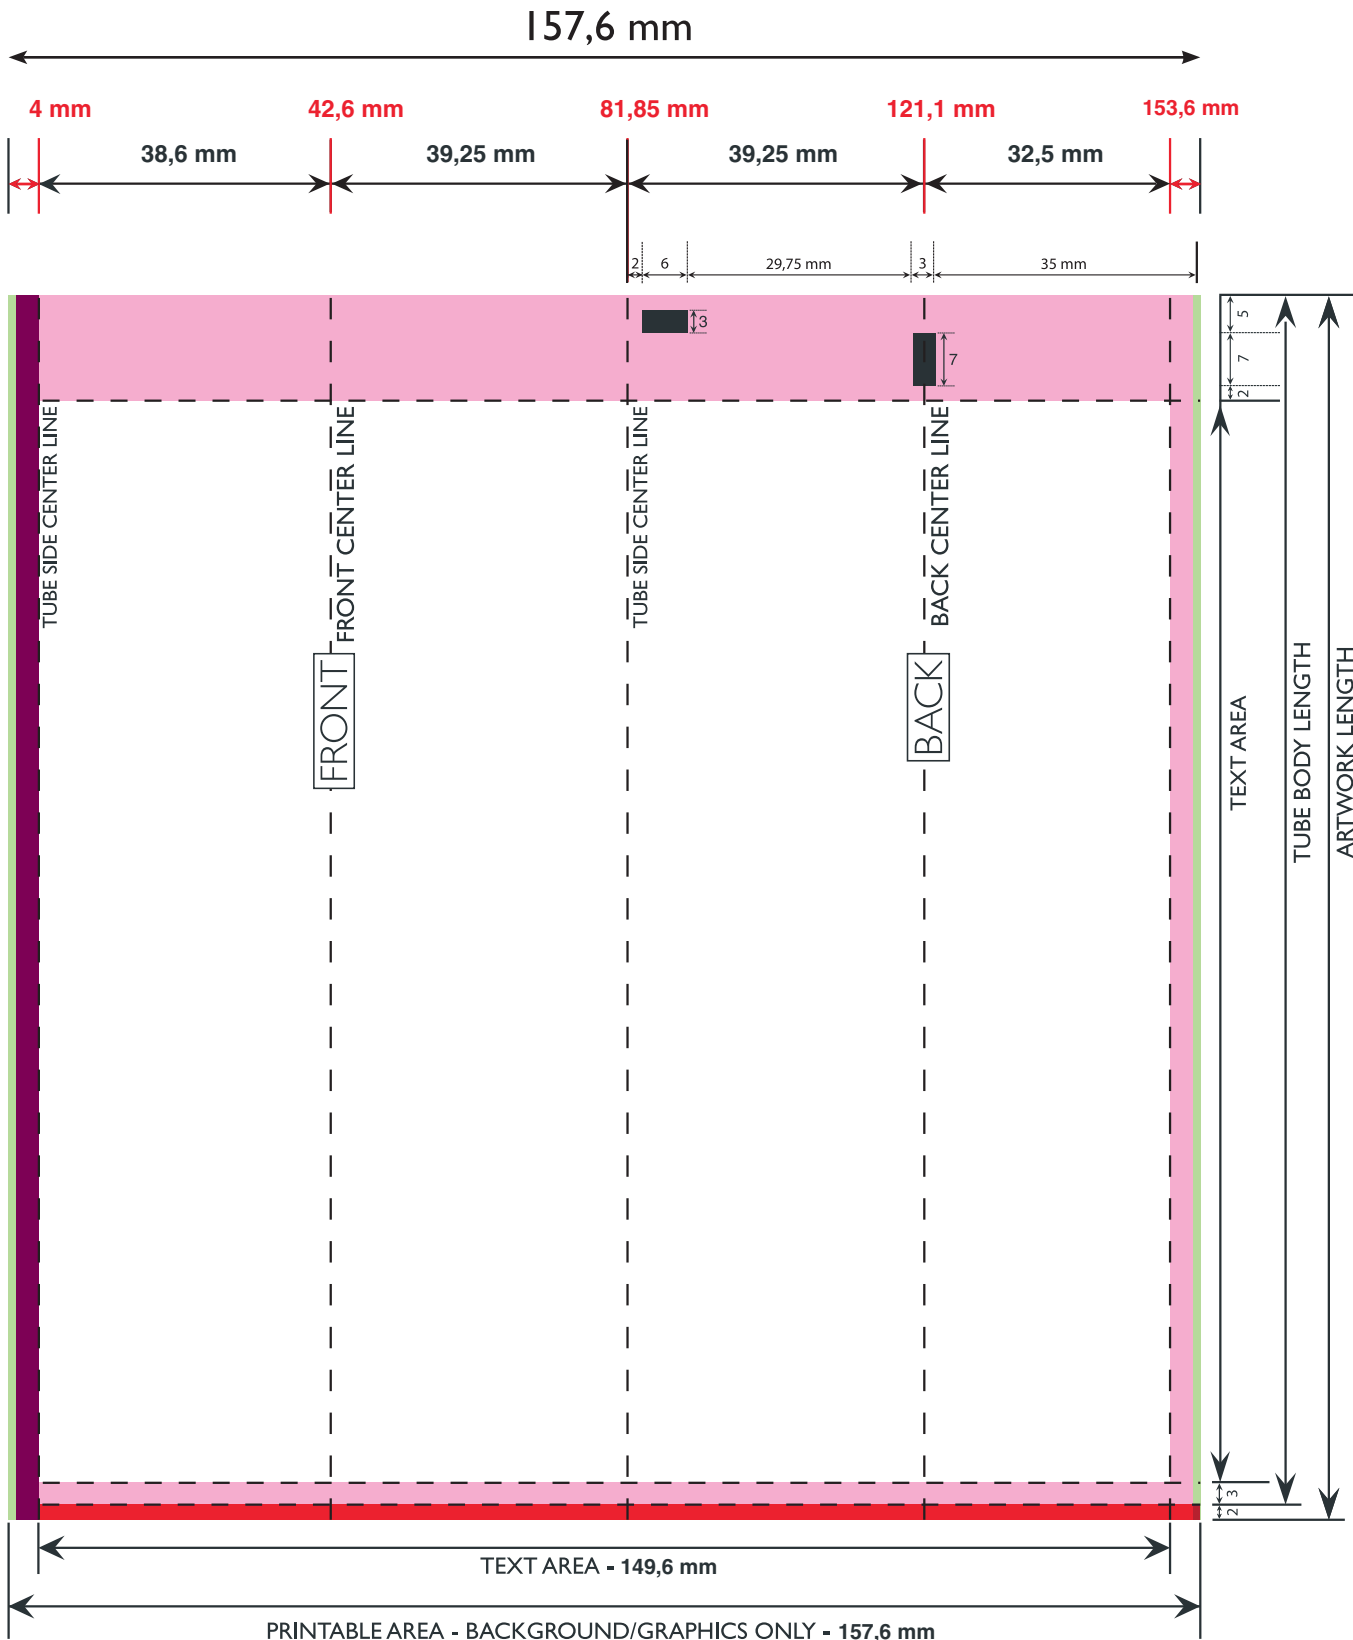 157,6 mm
4 mm
42,6 mm
81,85 mm
121,1 mm
153,6 mm
38,6 mm
39,25 mm
39,25 mm
32,5 mm
2
6
29,75 mm
3
35 mm
3
7
5
7
2
TUBE SIDE CENTER LINE
FRONT CENTER LINE
TUBE SIDE CENTER LINE
BACK CENTER LINE
FRONT
BACK
TEXT AREA
TUBE BODY LENGTH
ARTWORK LENGTH
3
2
TEXT AREA - 149,6 mm
PRINTABLE AREA - BACKGROUND/GRAPHICS ONLY - 157,6 mm